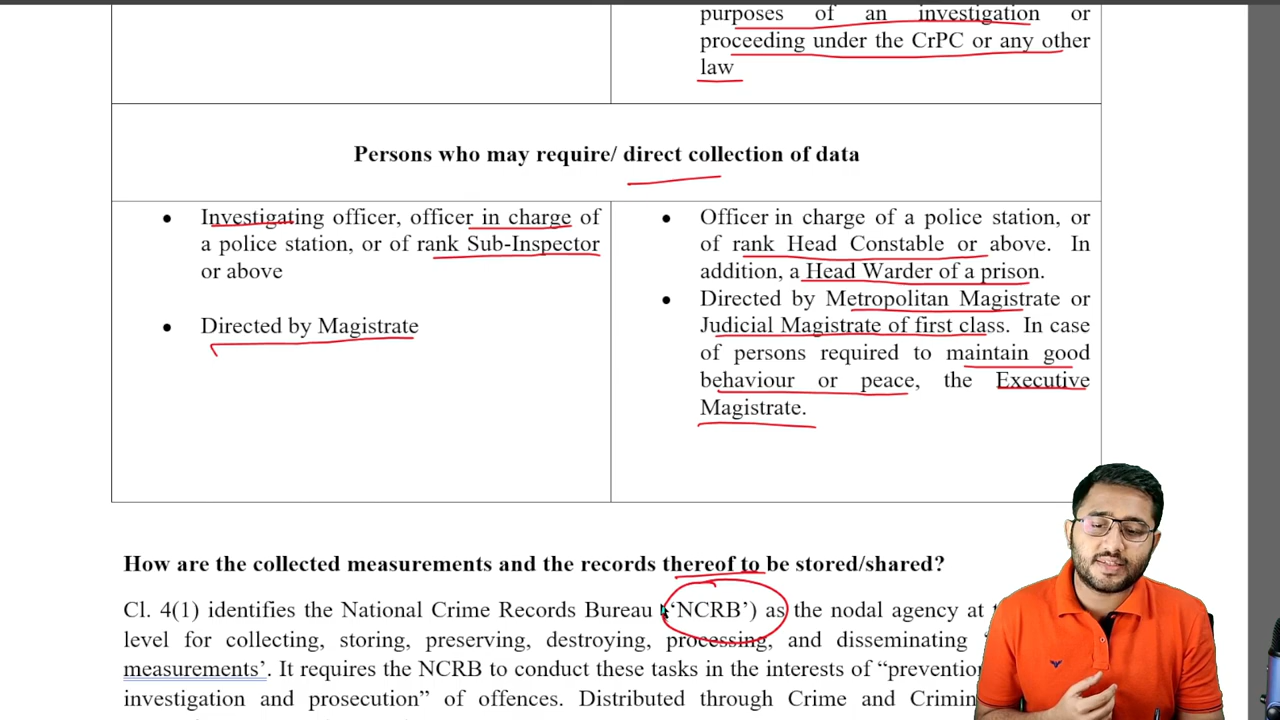 purposes of an investigation or
proceeding under the CrPC or any other
law
Persons who may require/ direct collection of data
• Investigating officer, officer in charge of
a police station, or of rank Sub-Inspector
or above
• Directed by Magistrate
• Officer in charge of a police station, or
of rank Head Constable or above. In
addition, a Head Warder of a prison.
• Directed by Metropolitan Magistrate or
Judicial Magistrate of first class. In case
of persons required to maintain good
behaviour or peace, the Executive
Magistrate.
How are the collected measurements and the records thereof to be stored/shared?
Cl. 4(1) identifies the National Crime Records Bureau ('NCRB') as the nodal agency at
level for collecting, storing, preserving, destroying, processing, and disseminating
measurements'. It requires the NCRB to conduct these tasks in the interests of “prevention
investigation and prosecution” of offences. Distributed through Crime and